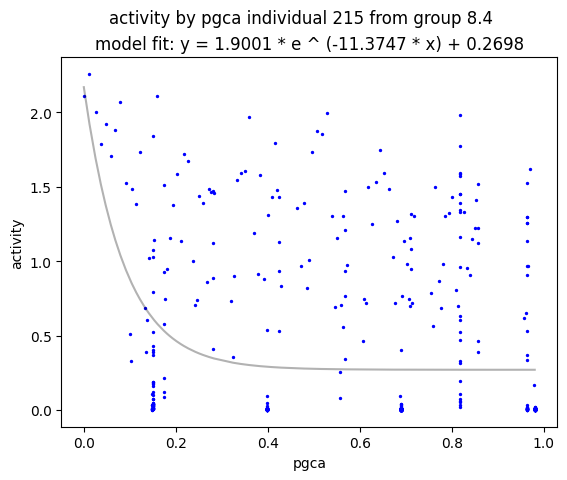 activity by pgca individual 215 from group 8.4
model fit: y = 1.9001 * e ^ (-11.3747 * x) + 0.2698
activity
2.0
1.5
1.0
0.5
0.0
0.0 0.2 0.4 0.6 0.8 1.0
pgca